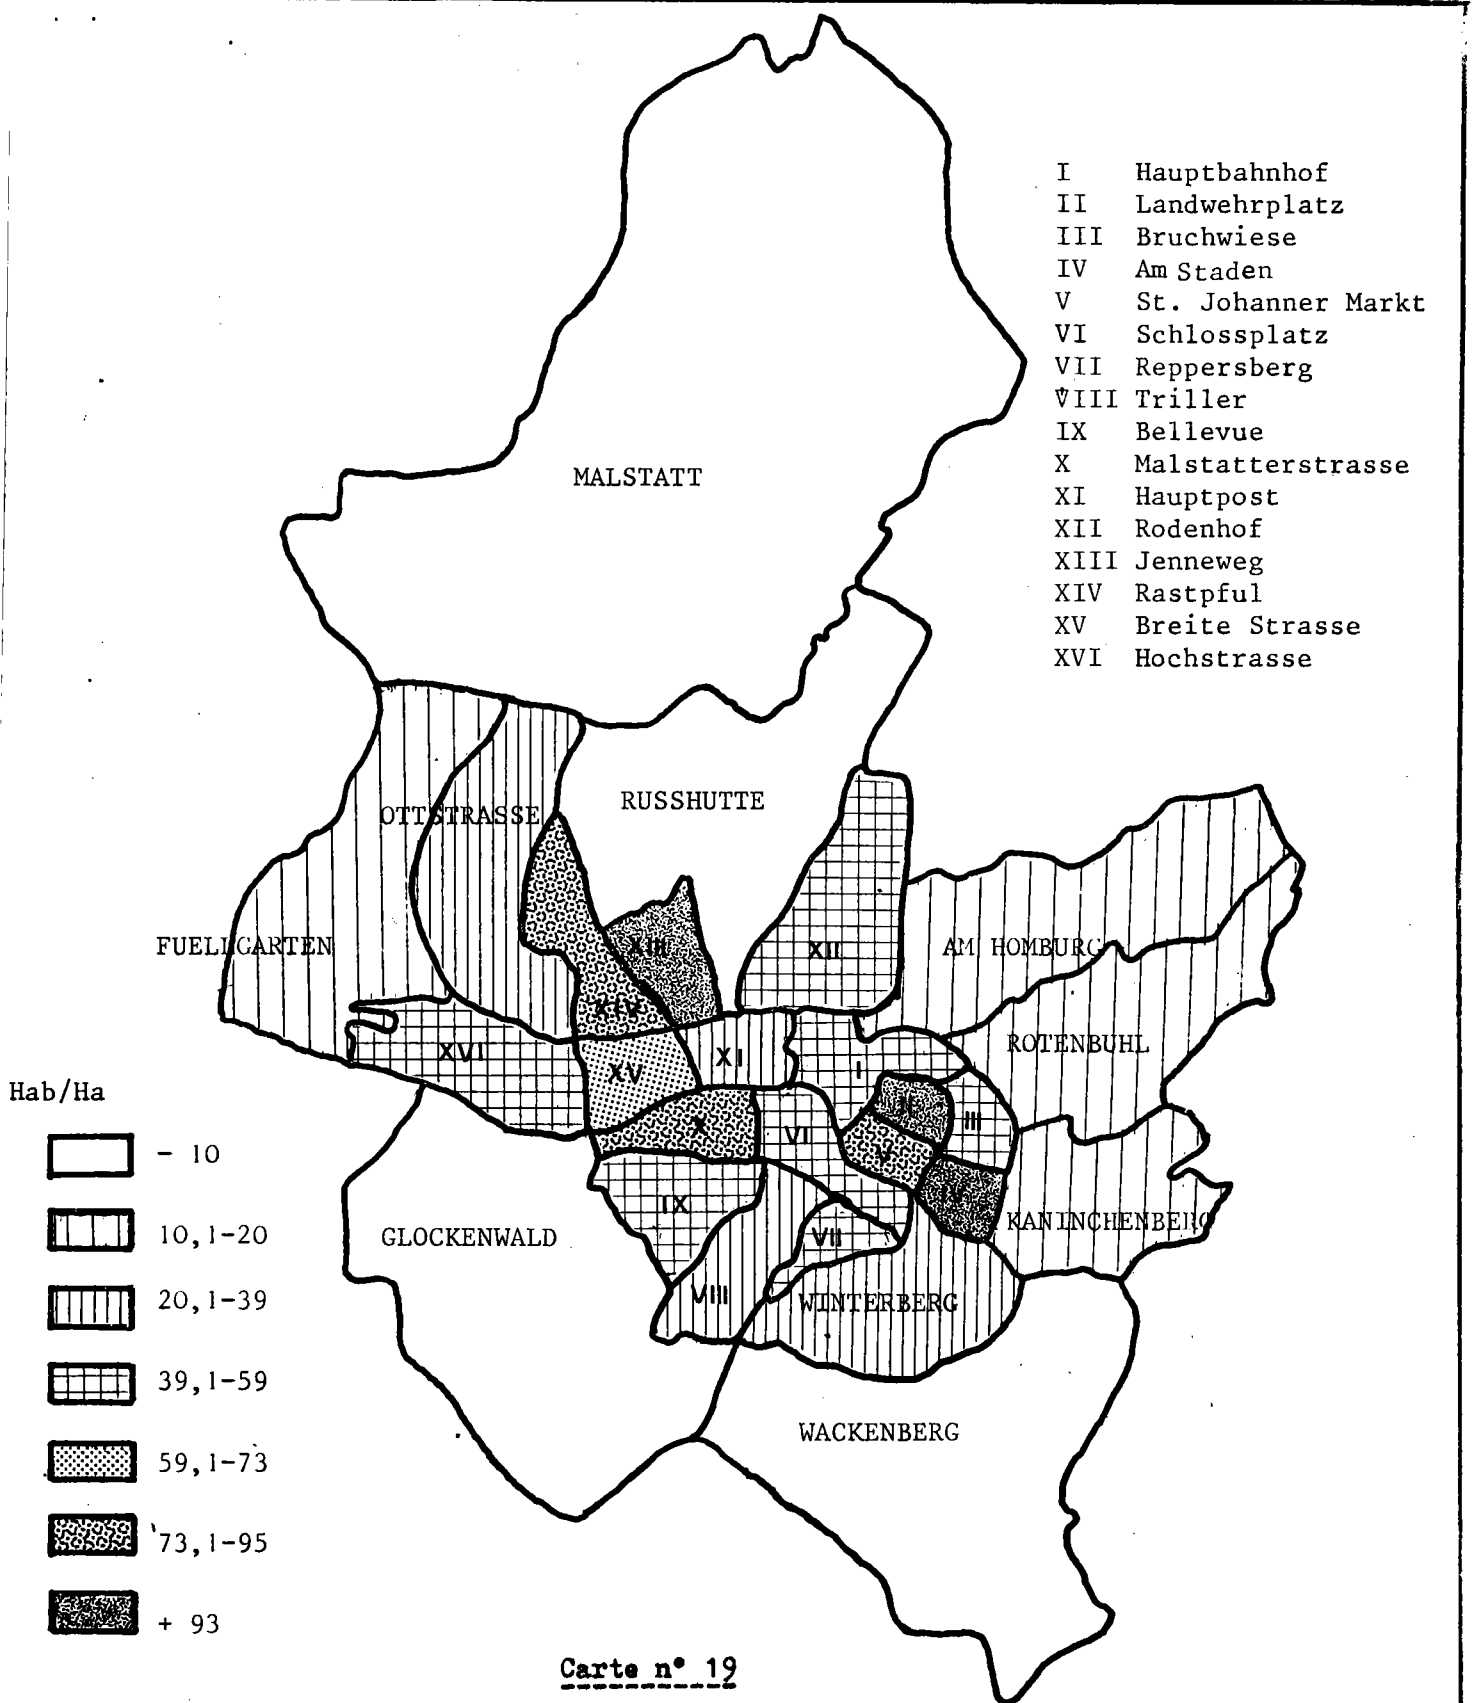 I Hauptbahnhof
II Landwehrplatz
III Bruchwiese
IV Am Staden
V St. Johanner Markt
VI Schlossplatz
VII Reppersberg
VIII Triller
IX Bellevue
X Malstatterstrasse
XI Hauptpost
XII Rodenhof
XIII Jenneweg
XIV Rastpful
XV Breite Strasse
XVI Hochstrasse
MALSTATT
RUSSHUTTE
OTTSTRASSE
FUELLGARTEN
XIII
XII
AM HOMBURG
XIV
XVI
XV
XI
I
ROTENBUHL
II
III
X
VI
V
IX
IV
KANINCHENBERG
GLOCKENWALD
VII
VIII
WINTERBERG
WACKENBERG
Hab/Ha
- 10
10,1-20
20,1-39
39,1-59
59,1-73
73,1-95
+ 93
Carte n° 19